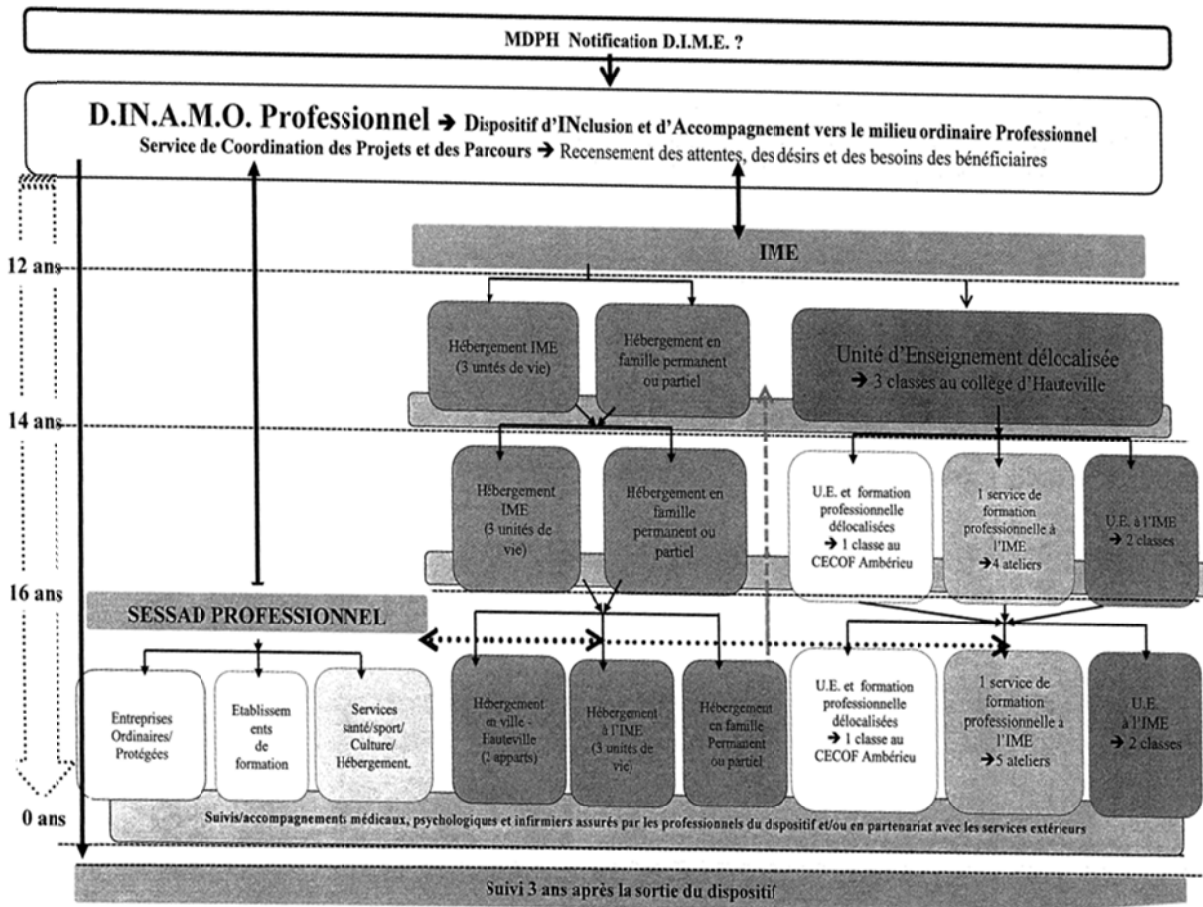 MDPH Notification D.I.M.E. ?
D.IN.A.M.O. Professionnel ➔ Dispositif d'INclusion et d'Accompagnement vers le milieu ordinaire Professionnel
Service de Coordination des Projets et des Parcours ➔ Recensement des attentes, des désirs et des besoins des bénéficiaires
IME
12 ans
Hébergement IME
(3 untés de vie)
Hébergement en
famille permanent
ou partiel
Unité d'Enseignement délocalisée
➔ 3 classes au collège d'Hauteville
14 ans
Hébergement
IME
(3 unités de
vie)
Hébergement en
famille
permanent ou
partiel
U.E. et formation
professionnelle
délocalisées
➔ 1 classe au
CECOF Ambérieu
1 service de
formation
professionnelle à
l'IME
➔4 ateliers
U.E. à l'IME
➔ 2 classes
16 ans
SESSAD PROFESSIONNEL
Entreprises
Ordinaires/
Protégées
Etablissem
ents
de
formation
Services
santé/sport/
Culture/
Hébergement.
Hébergement
en ville -
Hauteville
(2 apparts)
Hébergement
à l'IME
(3 unités de
vie)
Hébergement
en famille
Permanent
ou partiel
U.E. et formation
professionnelle
délocalisées
➔ 1 classe au
CECOF Ambérieu
1 service de
formation
professionnelle à
l'IME
➔5 ateliers
U.E.
à l'IME
➔ 2 classes
0 ans
Suivis/accompagnements médicaux, psychologiques et infirmiers assurés par les professionnels du dispositif et/ou en partenariat avec les services extérieurs
Suivi 3 ans après la sortie du dispositif